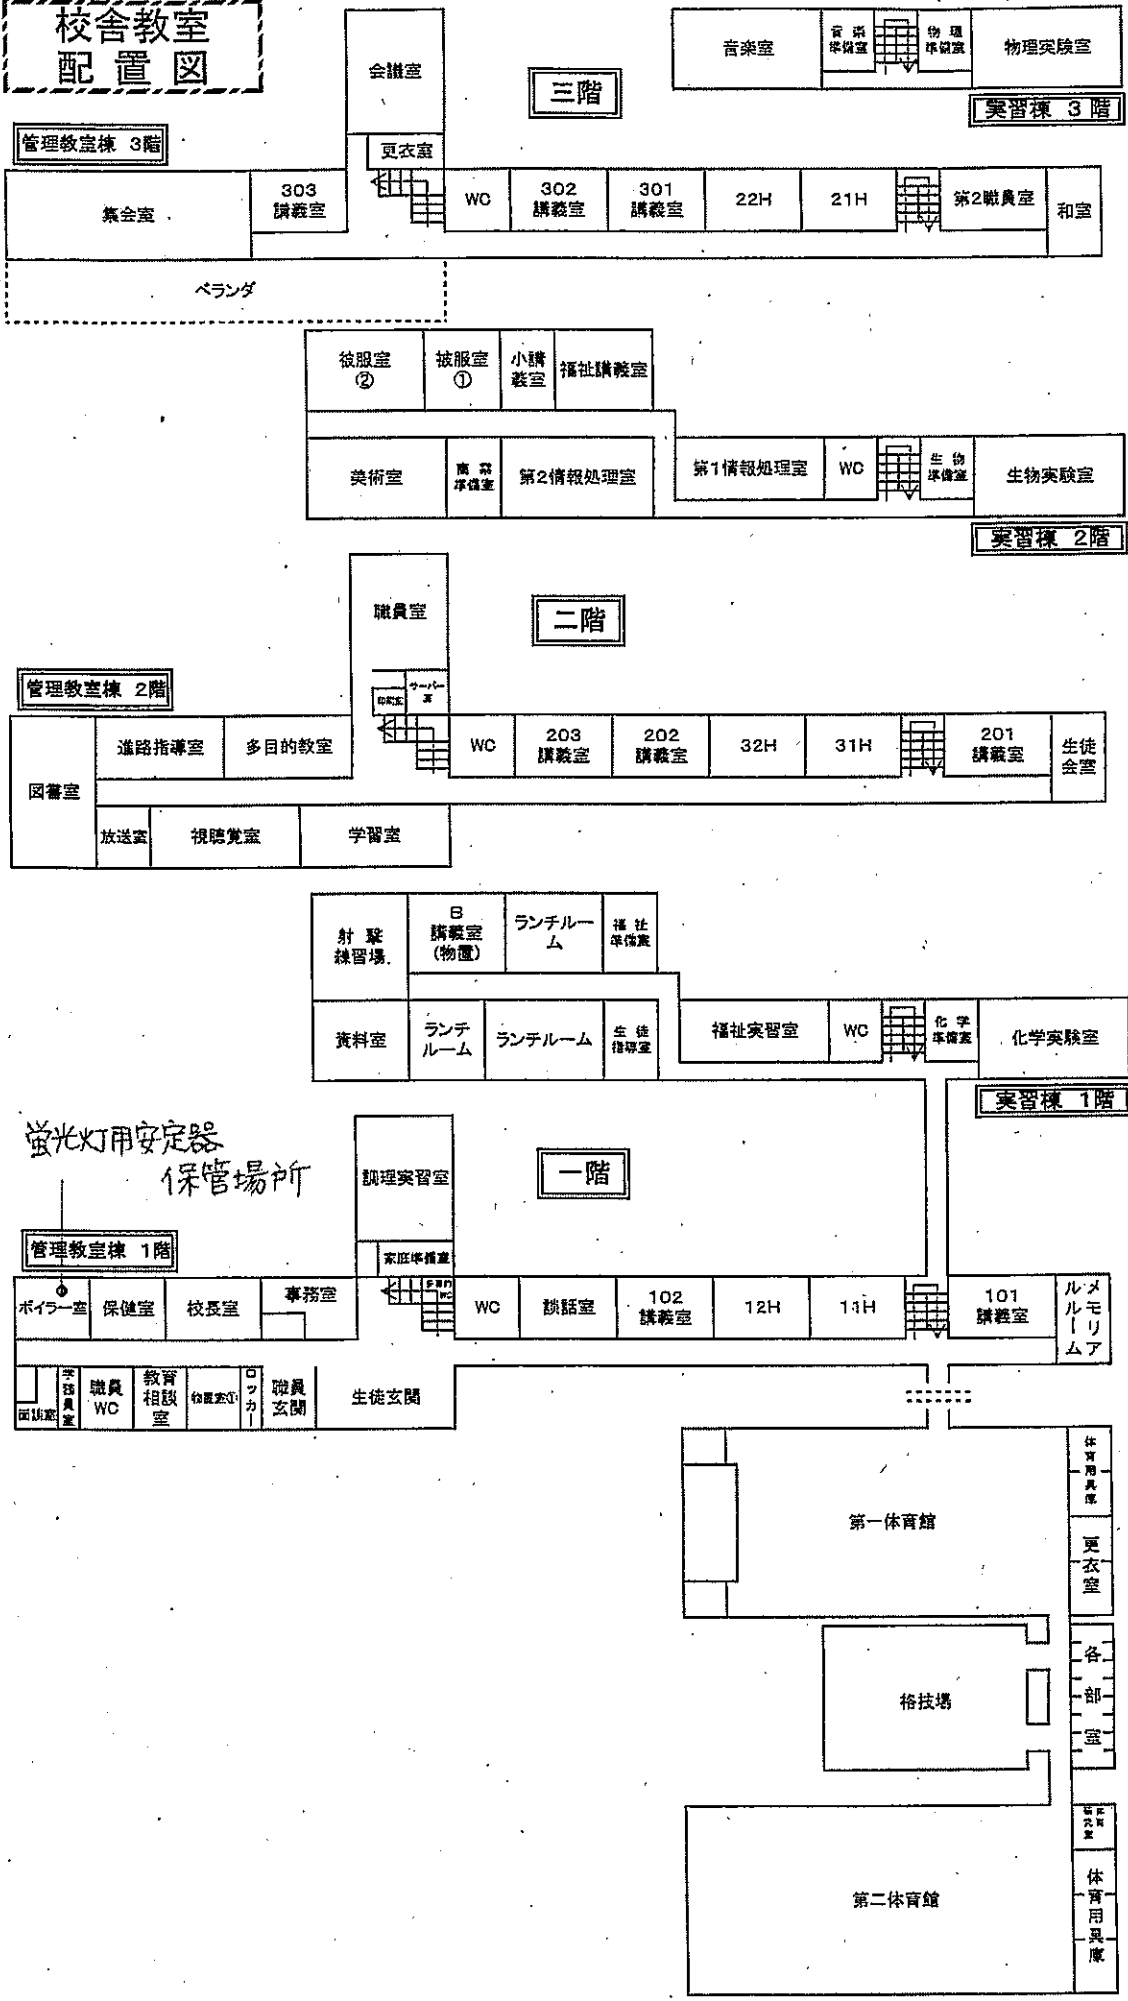 校舎教室
配置図
三階
実習棟 3階
音楽室
音楽
準備室
物理
準備室
物理実験室
管理教室棟 3階
会議室
更衣室
集会室
303
講義室
WC
302
講義室
301
講義室
22H
21H
第2職員室
和室
ベランダ
被服室
②
被服室
①
小講
義室
福祉講義室
美術室
商業
準備室
第2情報処理室
第1情報処理室
WC
生物
準備室
生物実験室
実習棟 2階
二階
管理教室棟 2階
職員室
印刷室
サーバー
室
図書室
進路指導室
多目的教室
WC
203
講義室
202
講義室
32H
31H
201
講義室
生徒
会室
放送室
視聴覚室
学習室
射撃
練習場
B
講義室
(物置)
ランチルー
ム
福祉
準備室
資料室
ランチ
ルーム
ランチルーム
生徒
指導室
福祉実習室
WC
化学
準備室
化学実験室
実習棟 1階
一階
蛍光灯用安定器
保管場所
管理教室棟 1階
調理実習室
家庭準備室
ボイラー室
保健室
校長室
事務室
多目的
WC
WC
談話室
102
講義室
12H
11H
101
講義室
メモリア
ルルーム
面談室
職員
WC
教育
相談
室
物置室①
ロッカー
職員
玄関
生徒玄関
第一体育館
体育用具庫
更衣室
格技場
各部室
第二体育館
体育用具庫